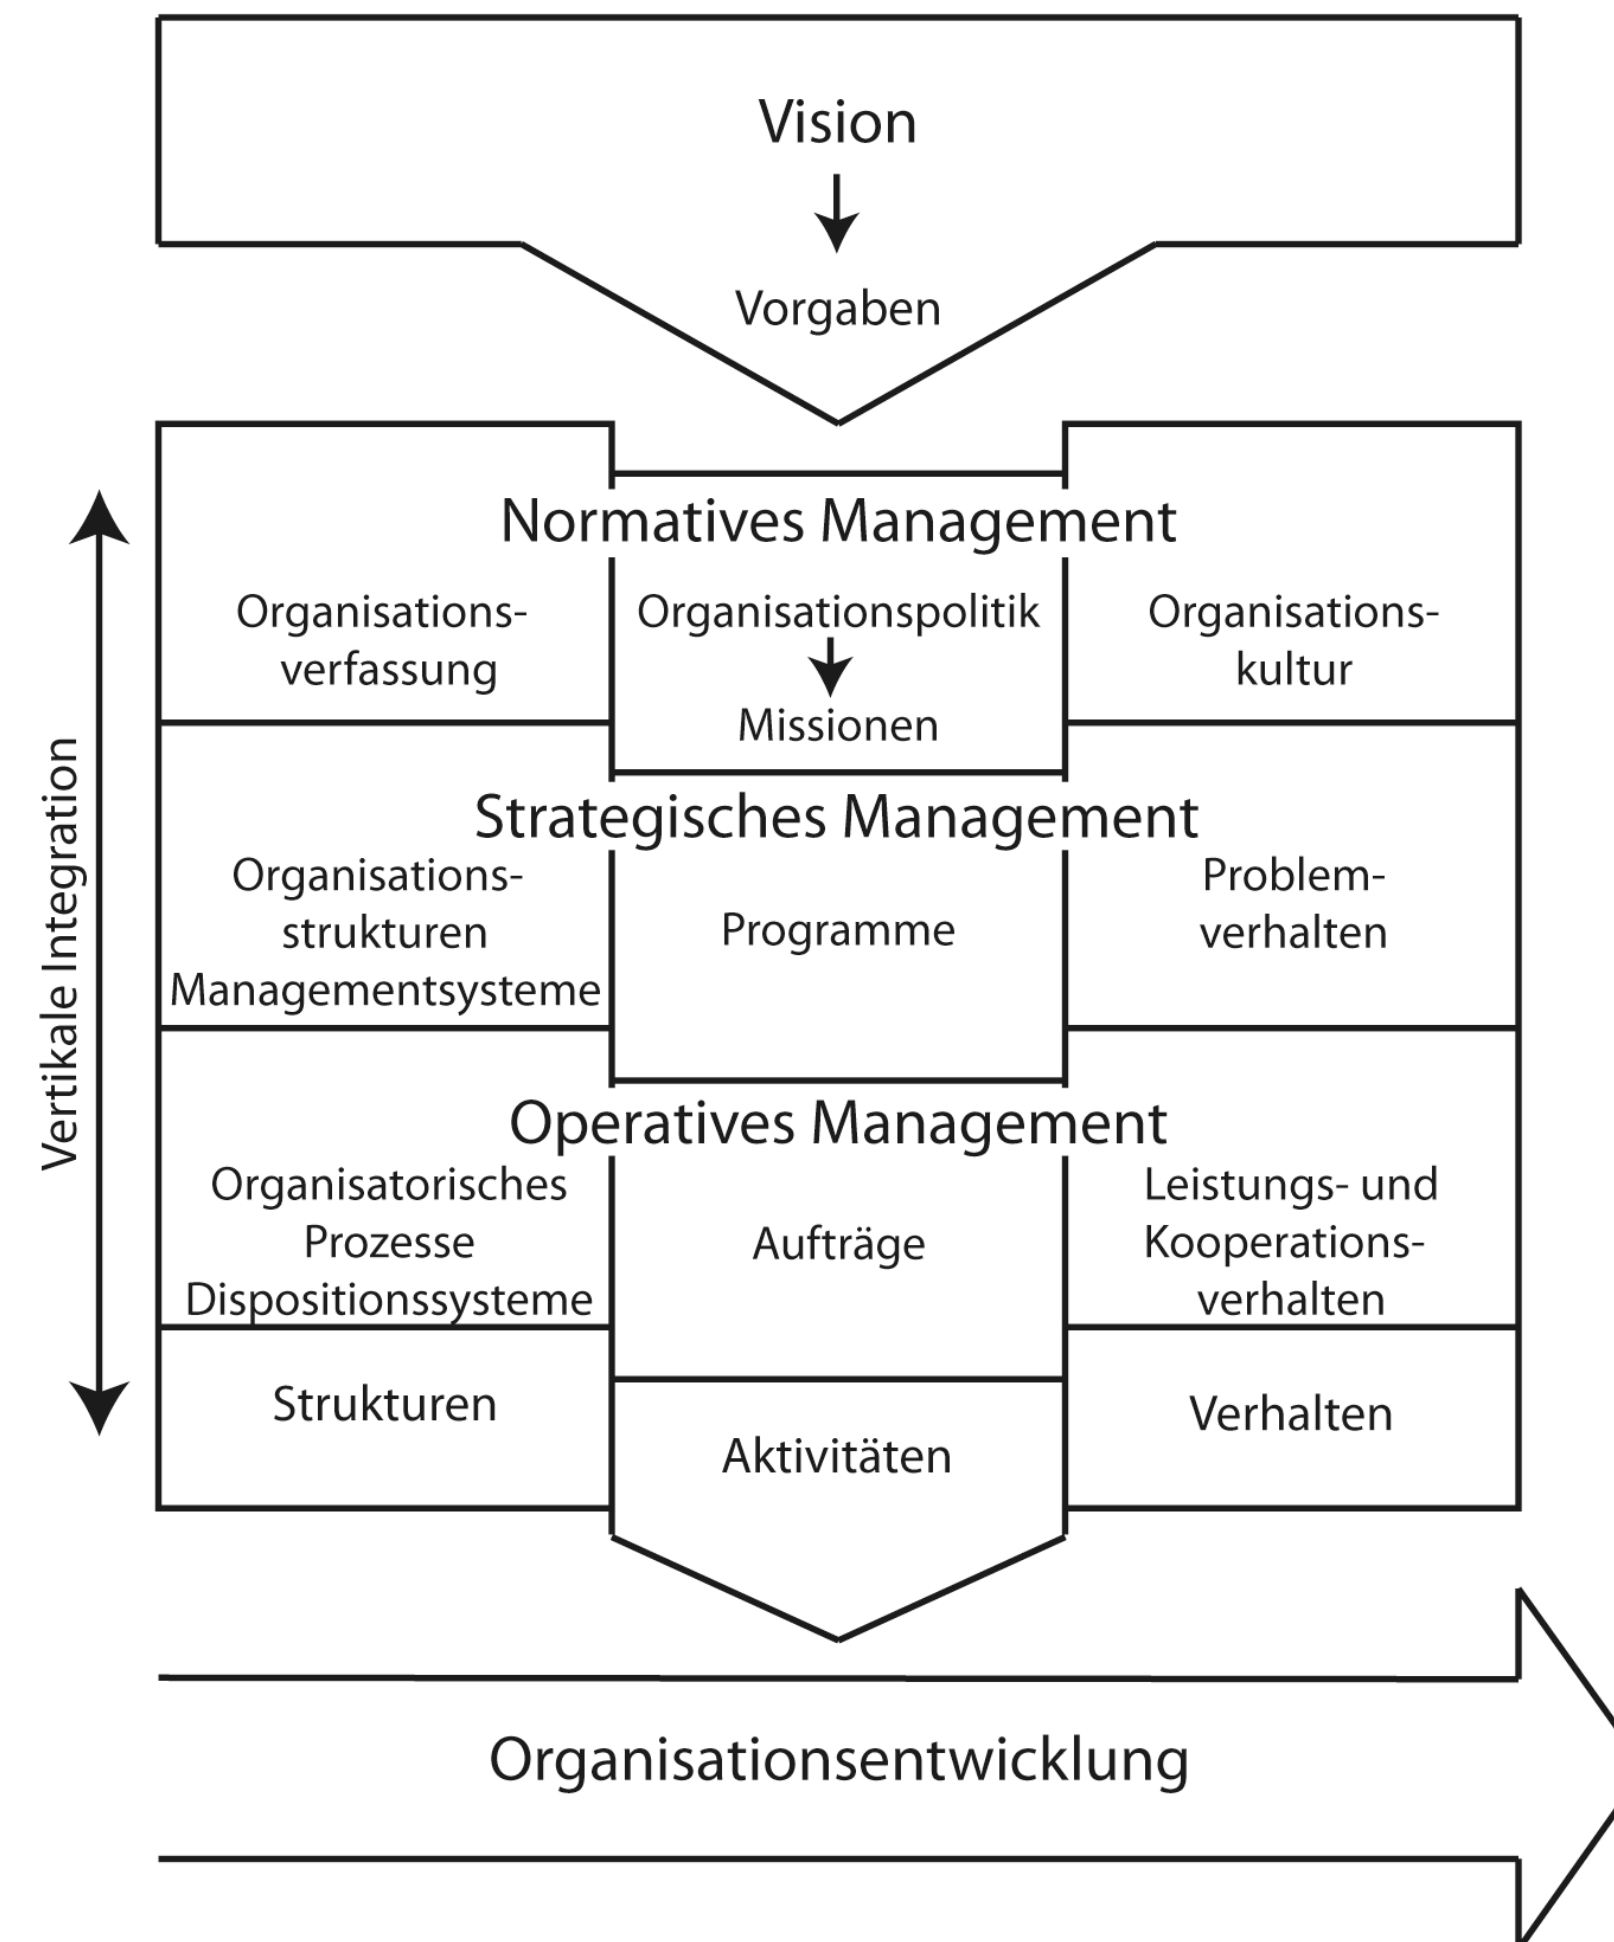 Vision
Vorgaben
Normatives Management
Organisations-
verfassung
Organisationspolitik
Missionen
Organisations-
kultur
Strategisches Management
Organisations-
strukturen
Managementsysteme
Programme
Problem-
verhalten
Operatives Management
Organisatorisches
Prozesse
Dispositionssysteme
Aufträge
Leistungs- und
Kooperations-
verhalten
Strukturen
Aktivitäten
Verhalten
Vertikale Integration
Organisationsentwicklung